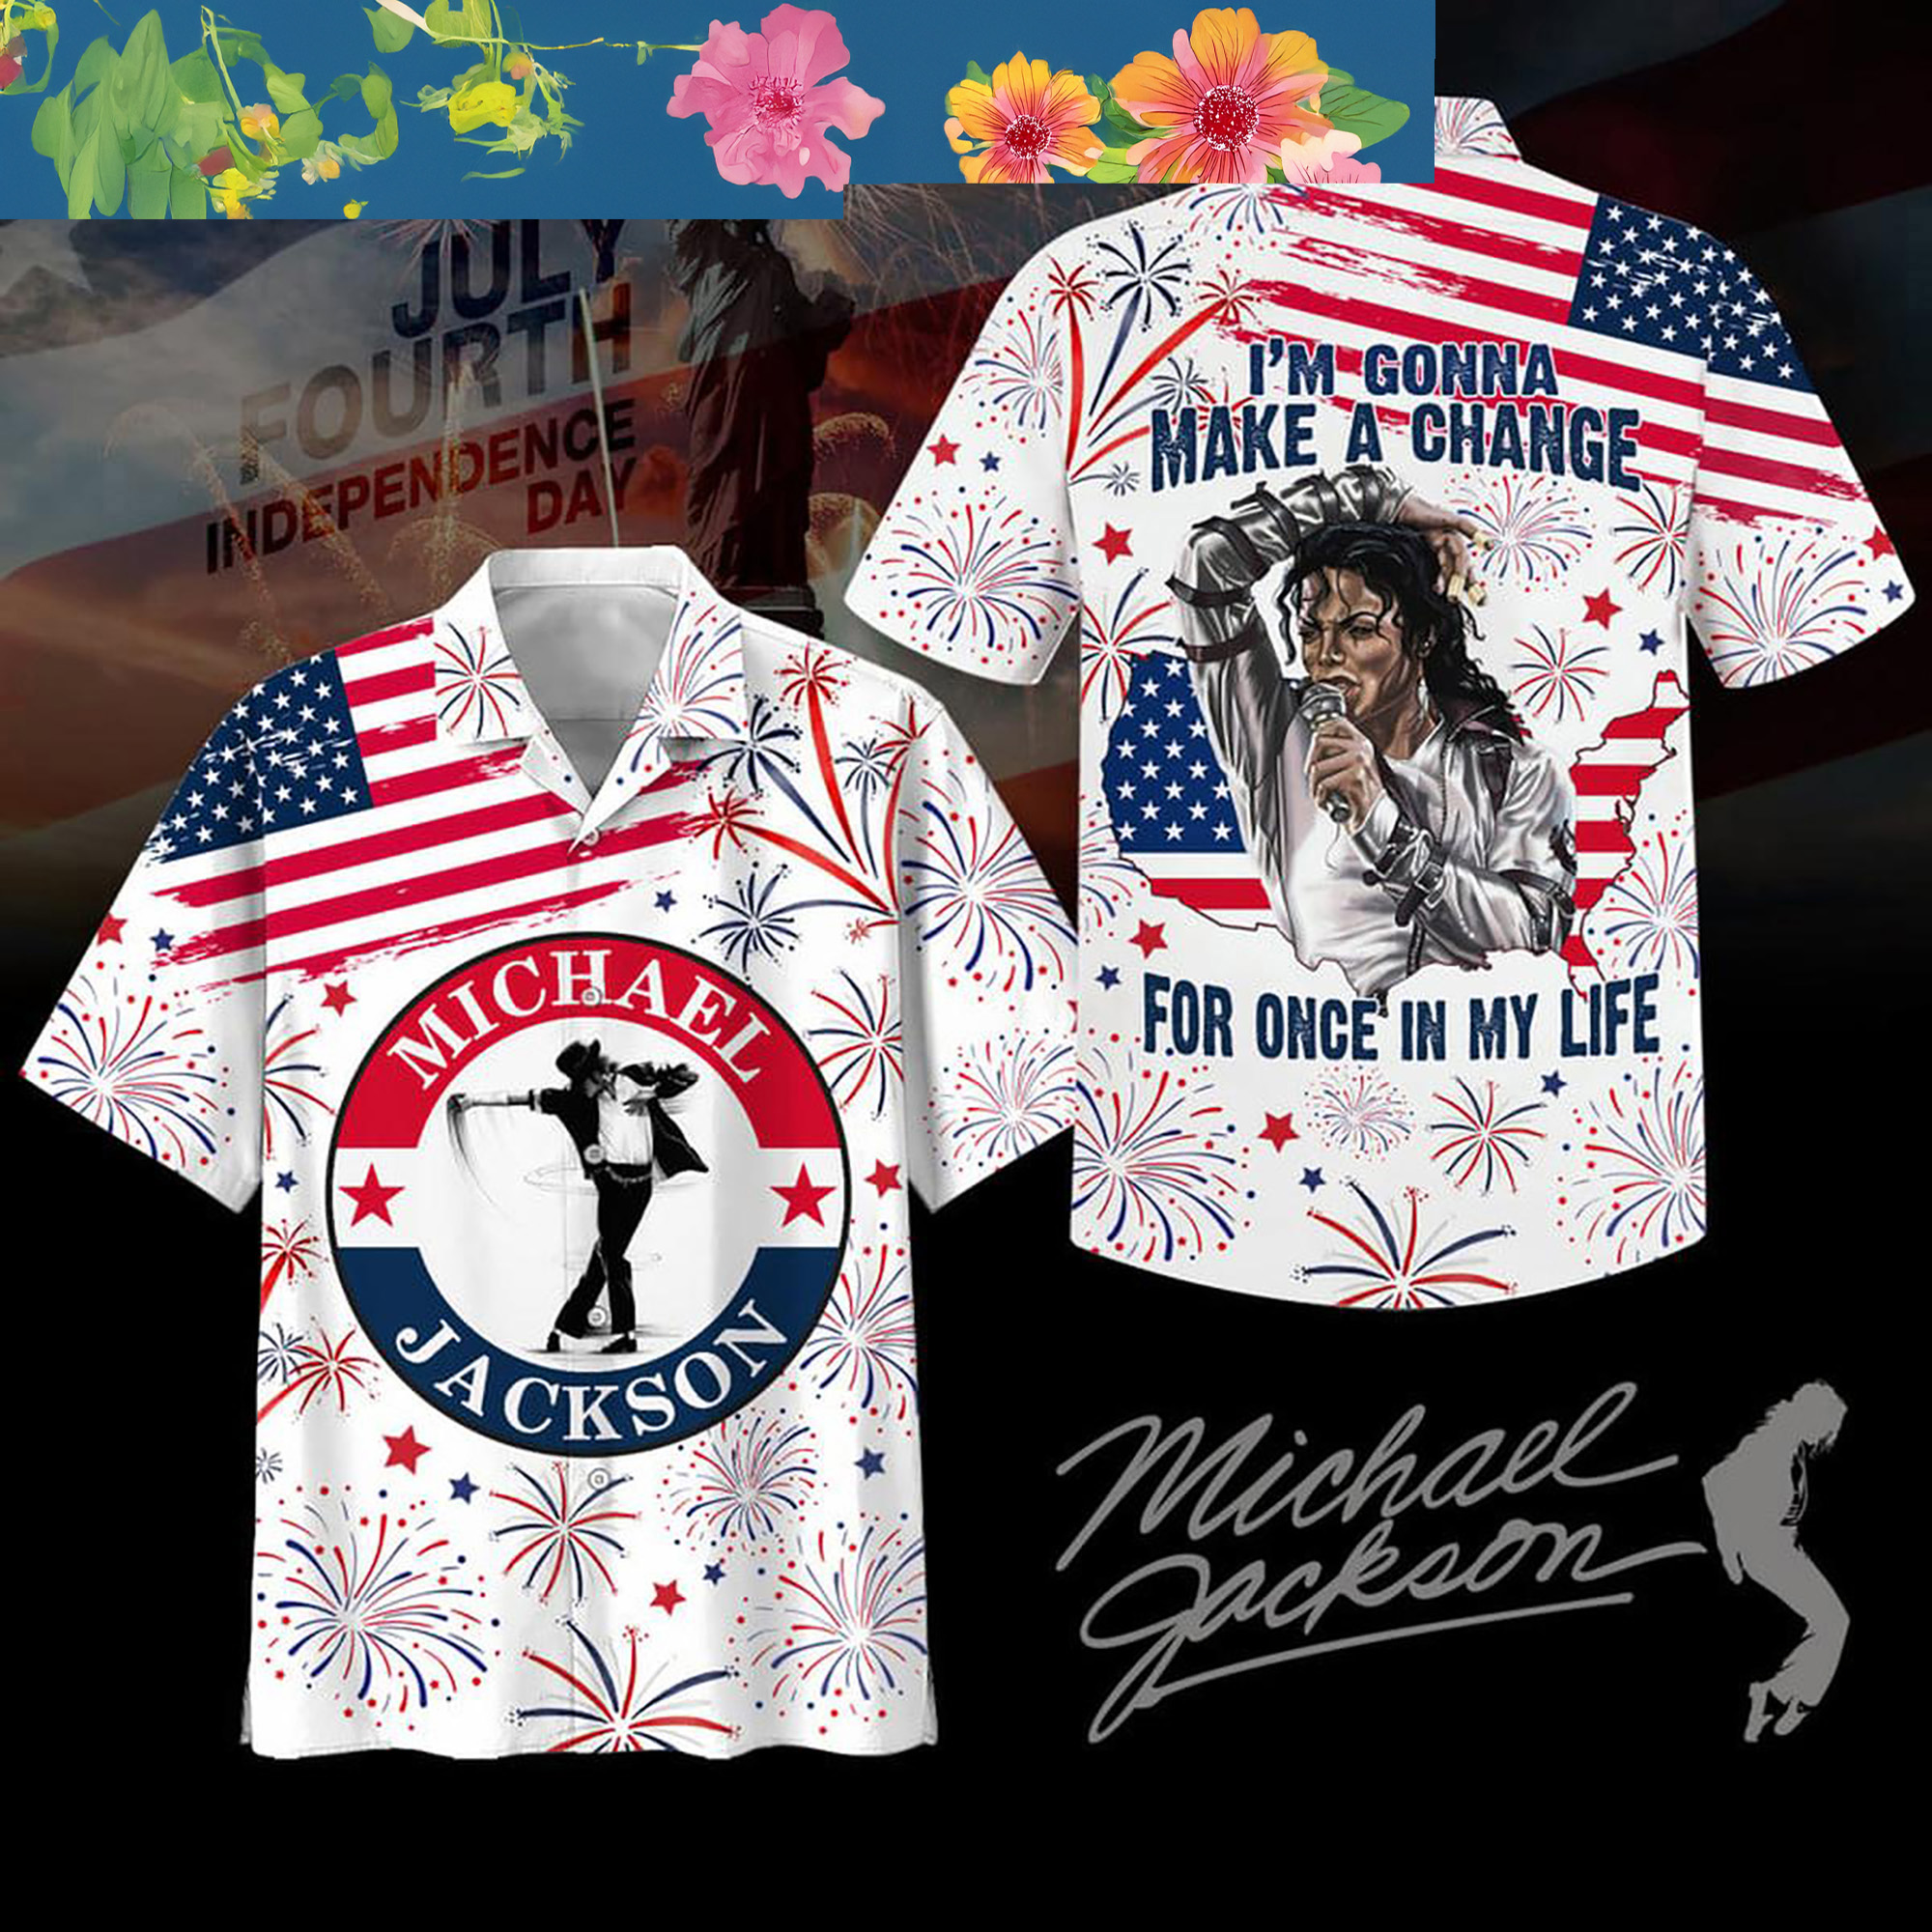 JULY
FOURTH
INDEPENDENCE
DAY
I'M GONNA
MAKE A CHANGE
FOR ONCE IN MY LIFE
MICHAEL
JACKSON
Michael
Jackson